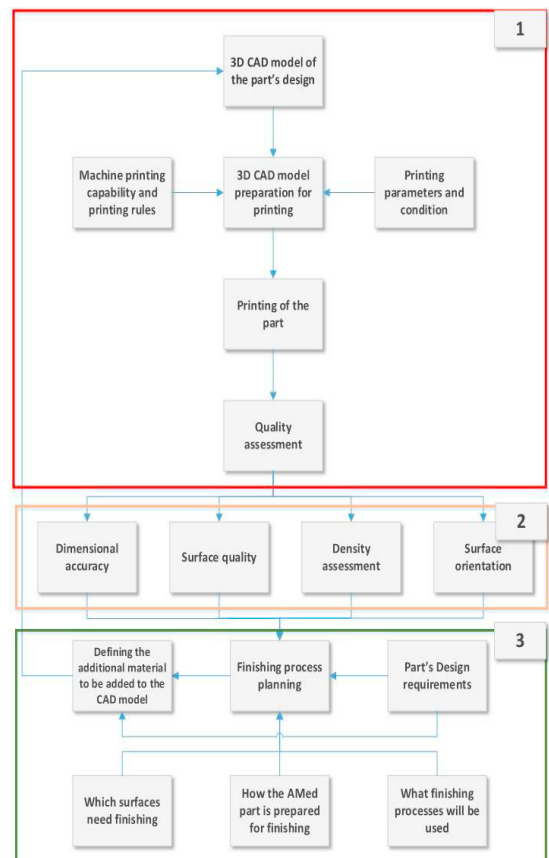 1
3D CAD model of
the part's design
Machine printing
capability and
printing rules
3D CAD model
preparation for
printing
Printing
parameters and
condition
Printing of the
part
Quality
assessment
2
Dimensional
accuracy
Surface quality
Density
assessment
Surface
orientation
3
Defining the
additional material
to be added to the
CAD model
Finishing process
planning
Part's Design
requirements
Which surfaces
need finishing
How the AMed
part is prepared
for finishing
What finishing
processes will be
used